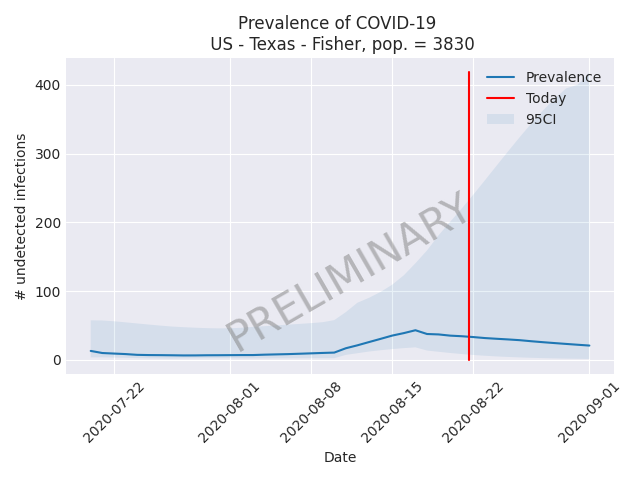 Prevalence of COVID-19
US - Texas - Fisher, pop. = 3830
Prevalence
Today
95CI
# undetected infections
400
300
200
100
0
PRELIMINARY
2020-07-22
2020-08-01
2020-08-08
2020-08-15
2020-08-22
2020-09-01
Date